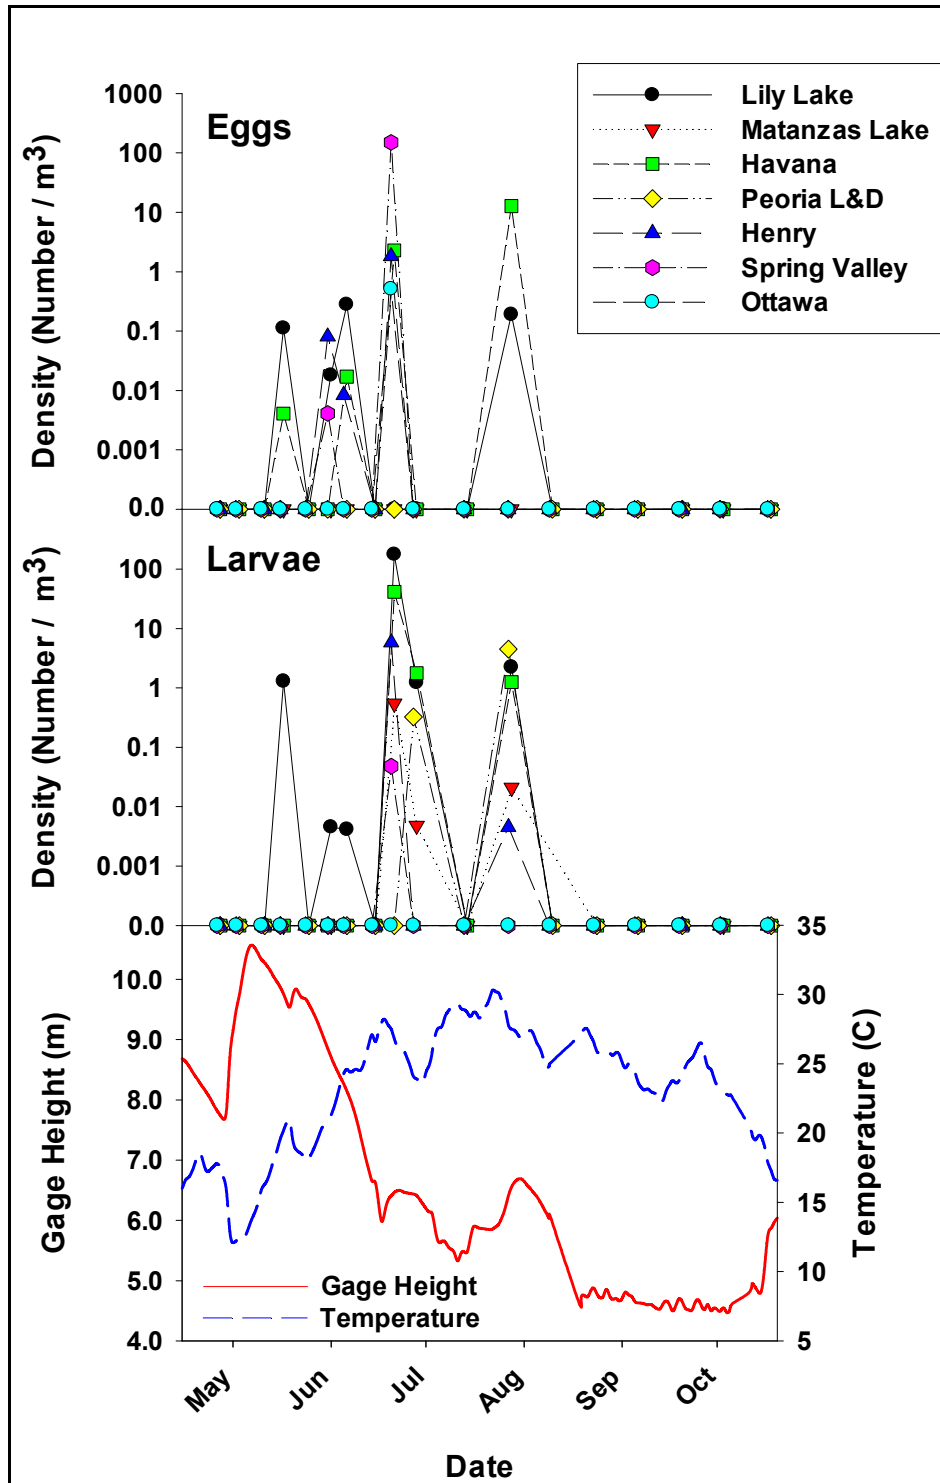 Lily Lake
Matanzas Lake
Havana
Peoria L&D
Henry
Spring Valley
Ottawa
Eggs
Density (Number / m³)
1000
100
10
1
0.1
0.01
0.001
0.0
Larvae
Density (Number / m³)
100
10
1
0.1
0.01
0.001
0.0
Gage Height (m)
10.0
9.0
8.0
7.0
6.0
5.0
4.0
35
30
25
20
15
10
5
Temperature (C)
Gage Height
Temperature
May
Jun
Jul
Aug
Sep
Oct
Date